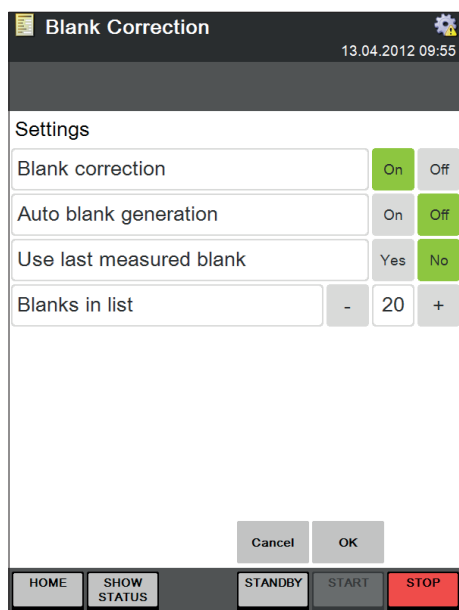 Blank Correction
13.04.2012 09:55
Settings
Blank correction On Off
Auto blank generation On Off
Use last measured blank Yes No
Blanks in list - 20 +
Cancel OK
HOME SHOW STATUS STANDBY START STOP